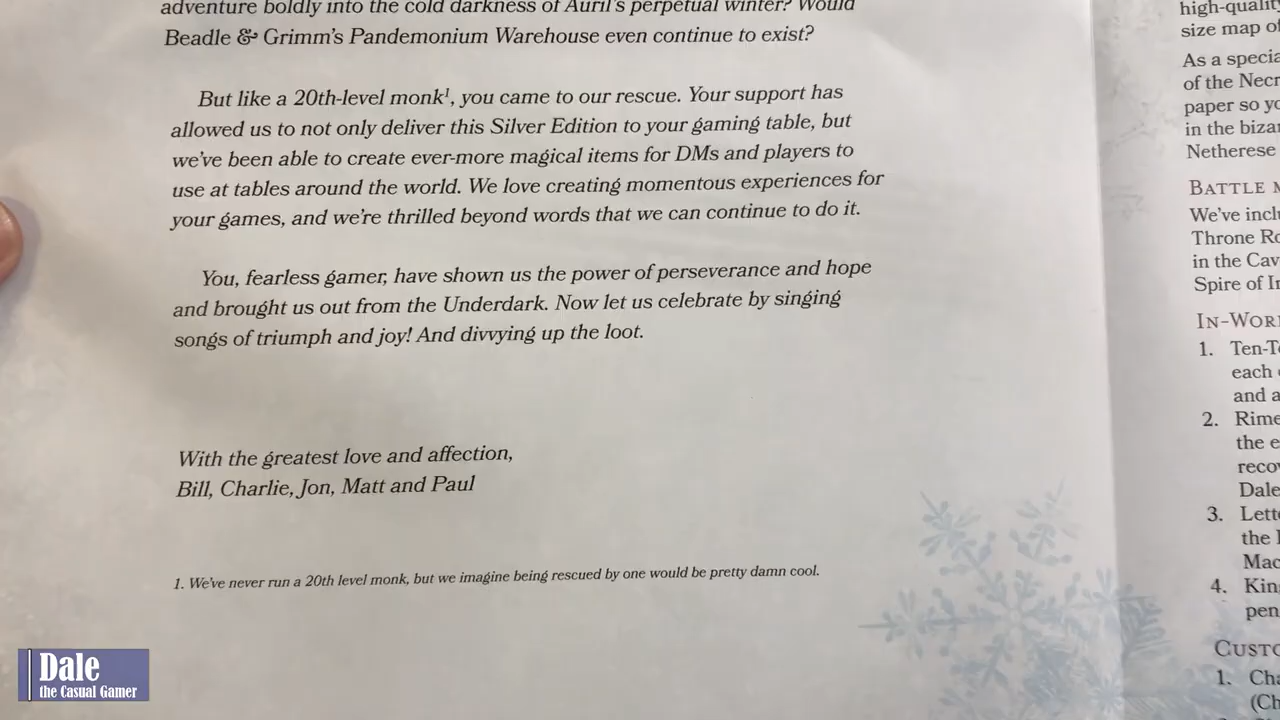 adventure boldly into the cold darkness of Auril's perpetual winter? Would
Beadle & Grimm's Pandemonium Warehouse even continue to exist?
But like a 20th-level monk¹, you came to our rescue. Your support has
allowed us to not only deliver this Silver Edition to your gaming table, but
we've been able to create ever-more magical items for DMs and players to
use at tables around the world. We love creating momentous experiences for
your games, and we're thrilled beyond words that we can continue to do it.
You, fearless gamer, have shown us the power of perseverance and hope
and brought us out from the Underdark. Now let us celebrate by singing
songs of triumph and joy! And divvying up the loot.
With the greatest love and affection,
Bill, Charlie, Jon, Matt and Paul
1. We've never run a 20th level monk, but we imagine being rescued by one would be pretty damn cool.
high-quality
size map of
As a specia
of the Necr
paper so yo
in the bizar
Netherese
BATTLE M
We've incl
Throne Ro
in the Cav
Spire of Ir
IN-WOR
1. Ten-T
each
and a
2. Rime
the e
reco
Dale
3. Lett
the
Mac
4. Kin
pen
CUSTO
1. Cha
(Ch
Dale
the Casual Gamer